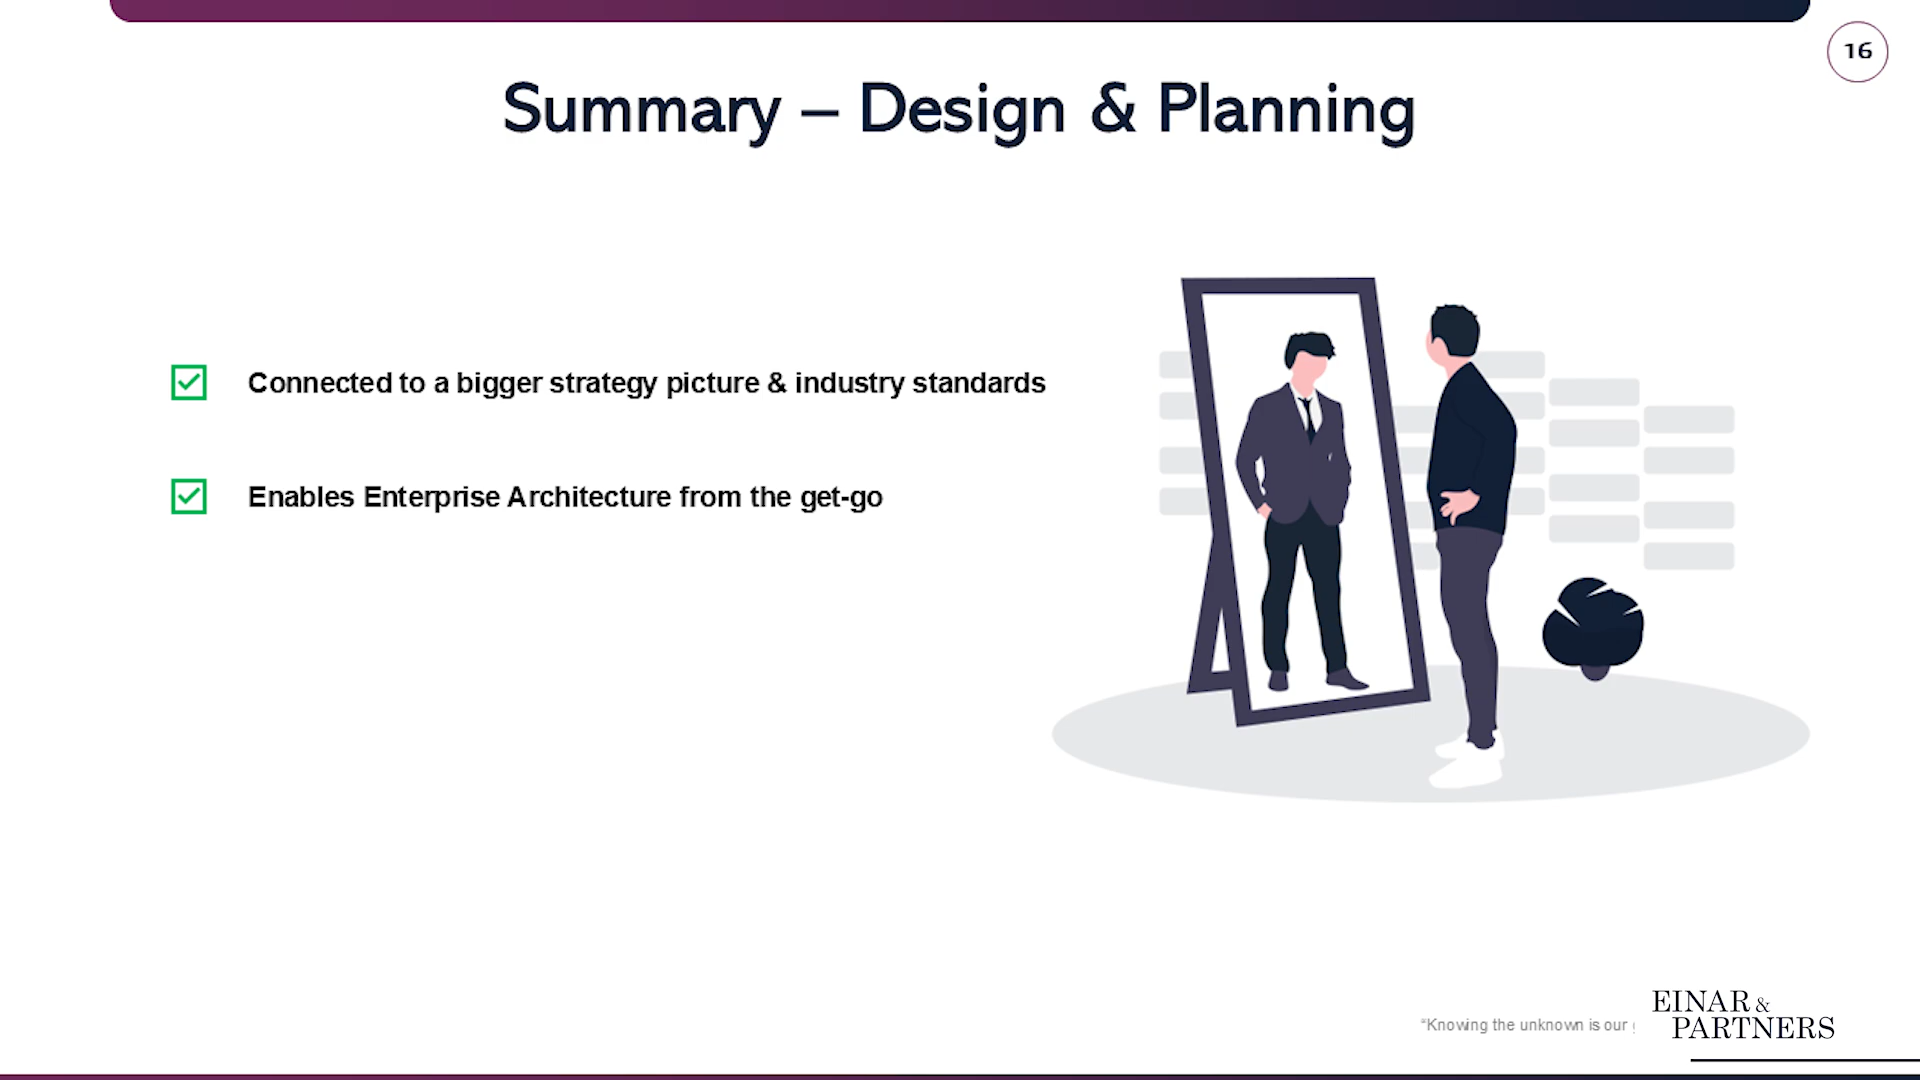 16
Summary – Design & Planning
Connected to a bigger strategy picture & industry standards
Enables Enterprise Architecture from the get-go
“Knowing the unknown is our
EINAR &
PARTNERS